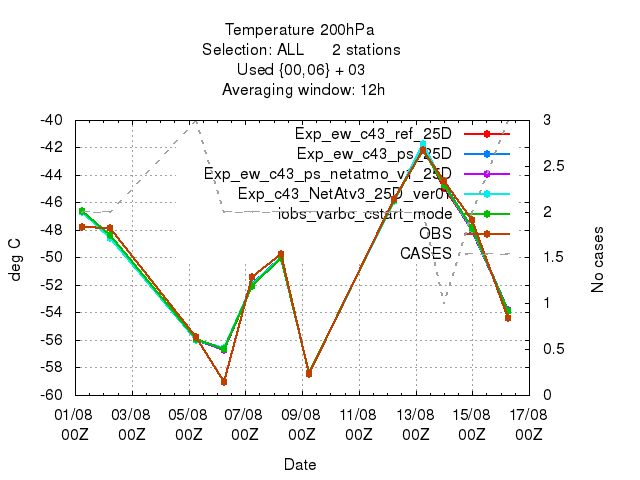 Temperature 200hPa
Selection: ALL 2 stations
Used {00,06} + 03
Averaging window: 12h
-40
-42
-44
-46
-48
-50
-52
-54
-56
-58
-60
deg C
3
2.5
2
1.5
1
0.5
0
No cases
Exp_ew_c43_ref_25D
Exp_ew_c43_ps_25D
Exp_ew_c43_ps_netatmo_v1_25D
Exp_c43_NetAtv3_25D_ver01
iobs_varbc_cstart_mode
OBS
CASES
01/08 03/08 05/08 07/08 09/08 11/08 13/08 15/08 17/08
00Z 00Z 00Z 00Z 00Z 00Z 00Z 00Z 00Z
Date